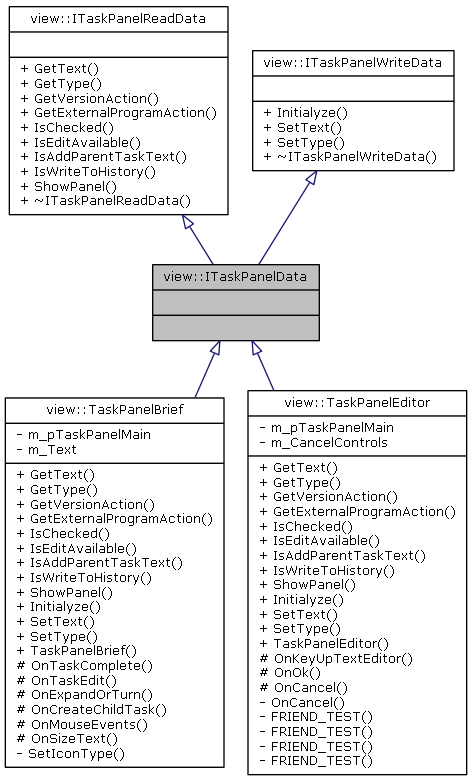 view::ITaskPanelReadData
+ GetText()
+ GetType()
+ GetVersionAction()
+ GetExternalProgramAction()
+ IsChecked()
+ IsEditAvailable()
+ IsAddParentTaskText()
+ IsWriteToHistory()
+ ShowPanel()
+ ~ITaskPanelReadData()
view::ITaskPanelWriteData
+ Initialyze()
+ SetText()
+ SetType()
+ ~ITaskPanelWriteData()
view::ITaskPanelData
view::TaskPanelBrief
- m_pTaskPanelMain
- m_Text
+ GetText()
+ GetType()
+ GetVersionAction()
+ GetExternalProgramAction()
+ IsChecked()
+ IsEditAvailable()
+ IsAddParentTaskText()
+ IsWriteToHistory()
+ ShowPanel()
+ Initialyze()
+ SetText()
+ SetType()
+ TaskPanelBrief()
# OnTaskComplete()
# OnTaskEdit()
# OnExpandOrTurn()
# OnCreateChildTask()
# OnMouseEvents()
# OnSizeText()
- SetIconType()
view::TaskPanelEditor
- m_pTaskPanelMain
- m_CancelControls
+ GetText()
+ GetType()
+ GetVersionAction()
+ GetExternalProgramAction()
+ IsChecked()
+ IsEditAvailable()
+ IsAddParentTaskText()
+ IsWriteToHistory()
+ ShowPanel()
+ Initialyze()
+ SetText()
+ SetType()
+ TaskPanelEditor()
# OnKeyUpTextEditor()
# OnOk()
# OnCancel()
- OnCancel()
- FRIEND_TEST()
- FRIEND_TEST()
- FRIEND_TEST()
- FRIEND_TEST()